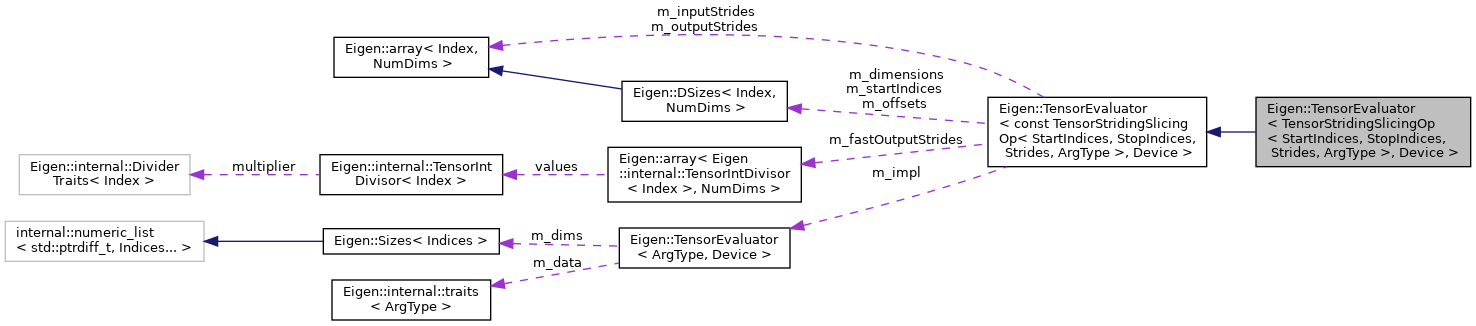 m_inputStrides
m_outputStrides
Eigen::array< Index,
NumDims >
m_dimensions
m_startIndices
m_offsets
Eigen::DSizes< Index,
NumDims >
Eigen::TensorEvaluator
< const TensorStridingSlicing
Op< StartIndices, StopIndices,
Strides, ArgType >, Device >
Eigen::TensorEvaluator
< TensorStridingSlicingOp
< StartIndices, StopIndices,
Strides, ArgType >, Device >
m_fastOutputStrides
Eigen::internal::Divider
Traits< Index >
multiplier
Eigen::internal::TensorInt
Divisor< Index >
values
Eigen::array< Eigen
::internal::TensorIntDivisor
< Index >, NumDims >
m_impl
internal::numeric_list
< std::ptrdiff_t, Indices... >
Eigen::Sizes< Indices >
m_dims
Eigen::TensorEvaluator
< ArgType, Device >
m_data
Eigen::internal::traits
< ArgType >